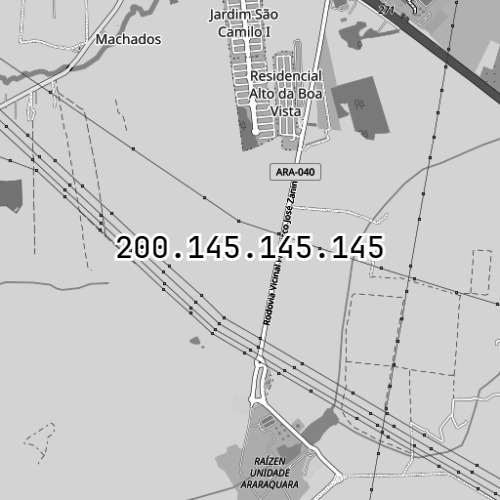 271
Jardim São
Camilo I
Machados
Residencial
Alto da Boa
Vista
ARA-040
200.145.145.145
RAÍZEN
UNIDADE
ARARAQUARA